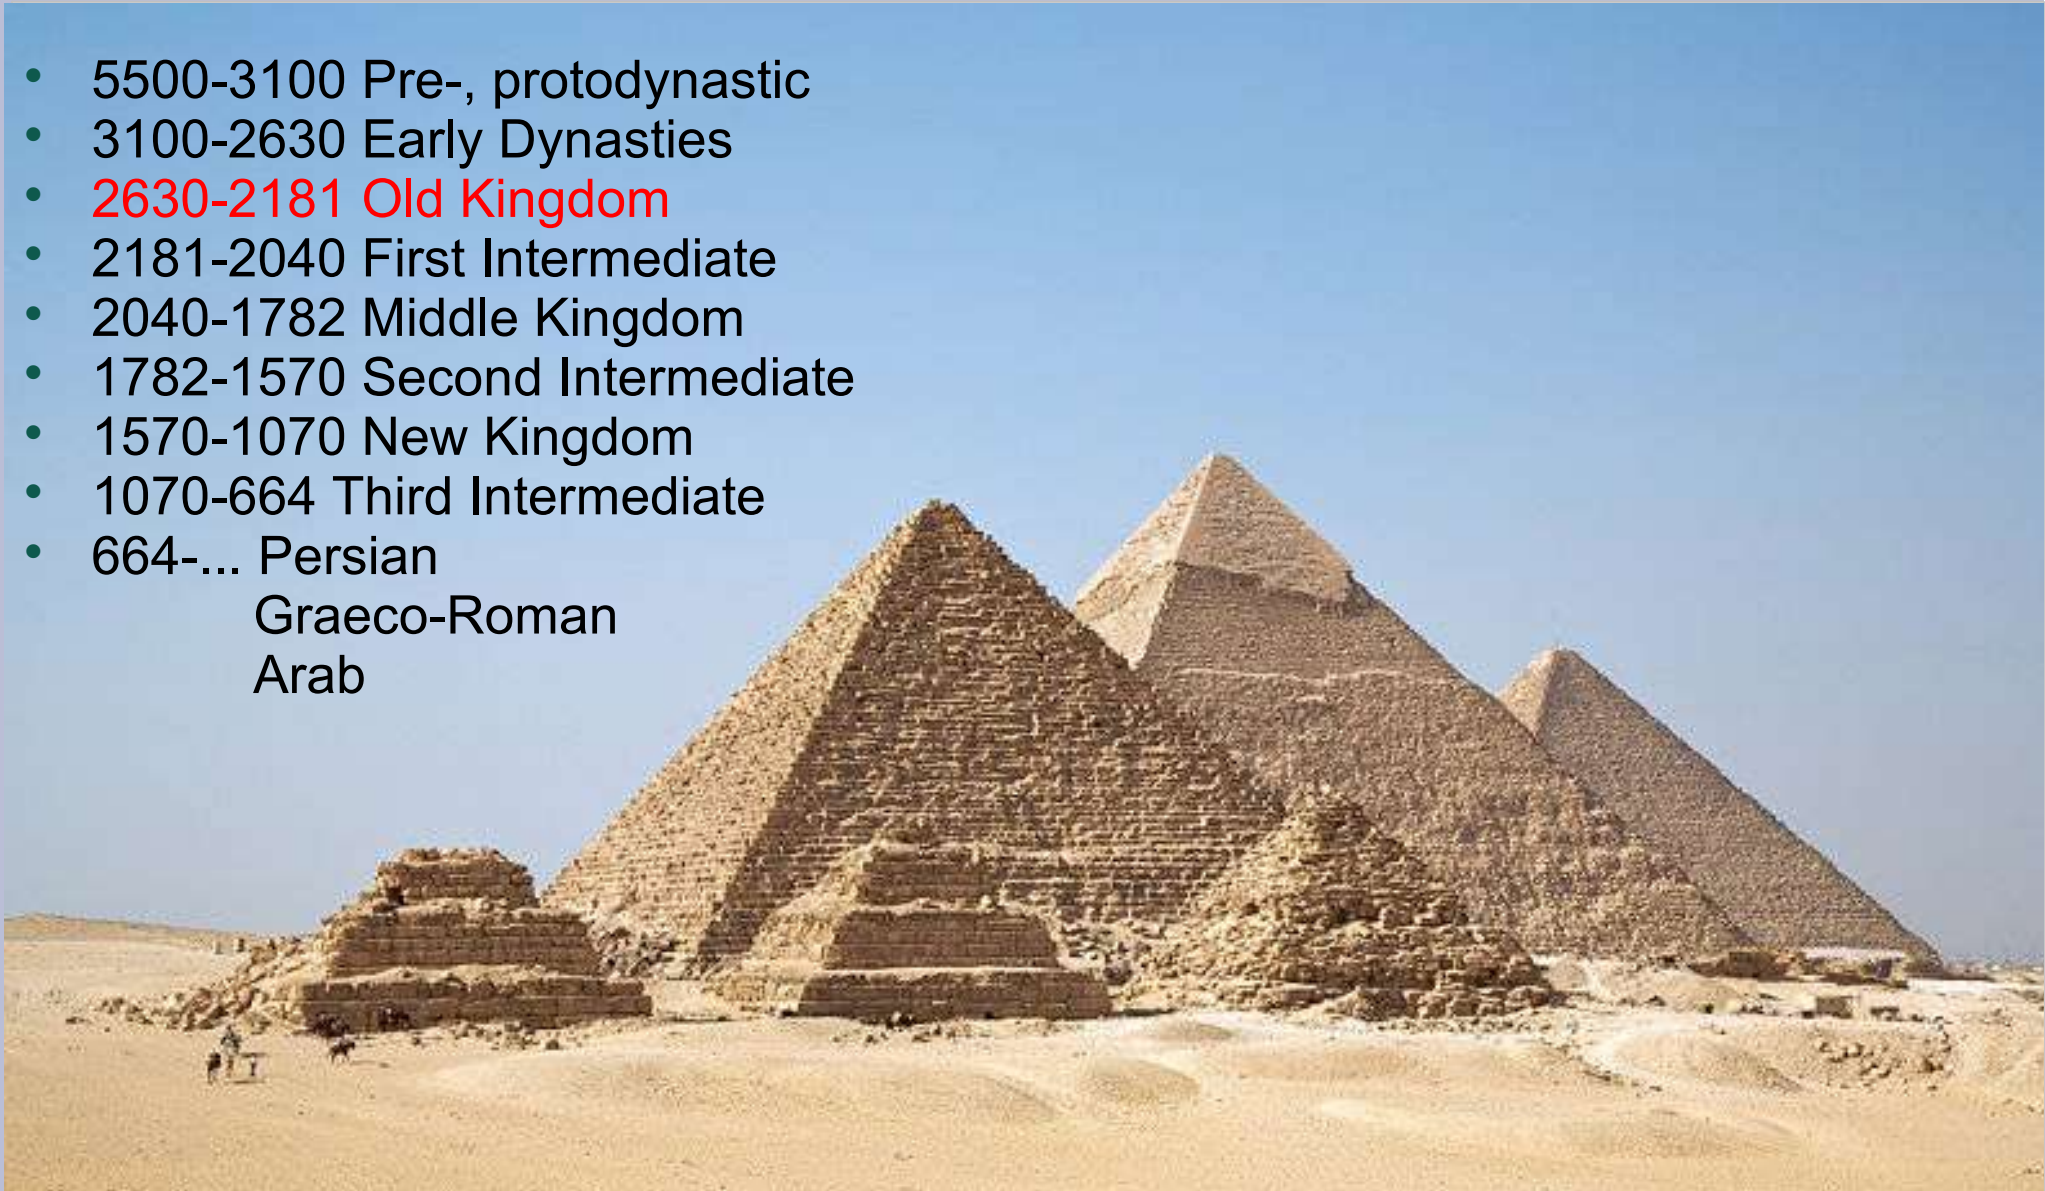 • 5500-3100 Pre-, protodynastic
• 3100-2630 Early Dynasties
• 2630-2181 Old Kingdom
• 2181-2040 First Intermediate
• 2040-1782 Middle Kingdom
• 1782-1570 Second Intermediate
• 1570-1070 New Kingdom
• 1070-664 Third Intermediate
• 664-... Persian
Graeco-Roman
Arab